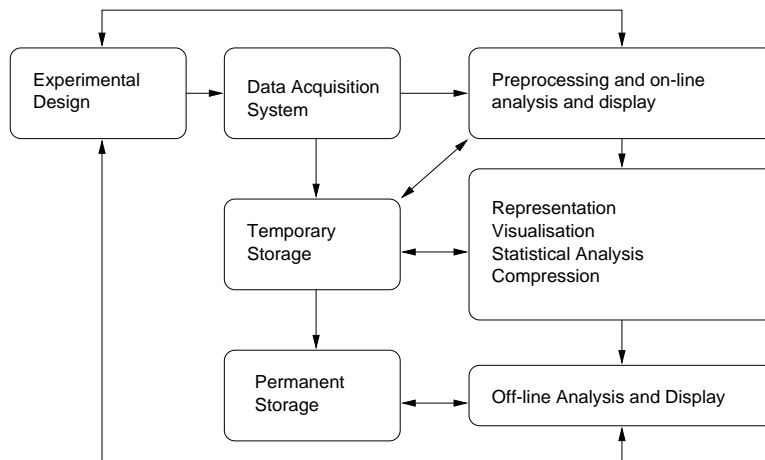 Experimental
Design
Data Acquisition
System
Preprocessing and on-line
analysis and display
Temporary
Storage
Representation
Visualisation
Statistical Analysis
Compression
Permanent
Storage
Off-line Analysis and Display